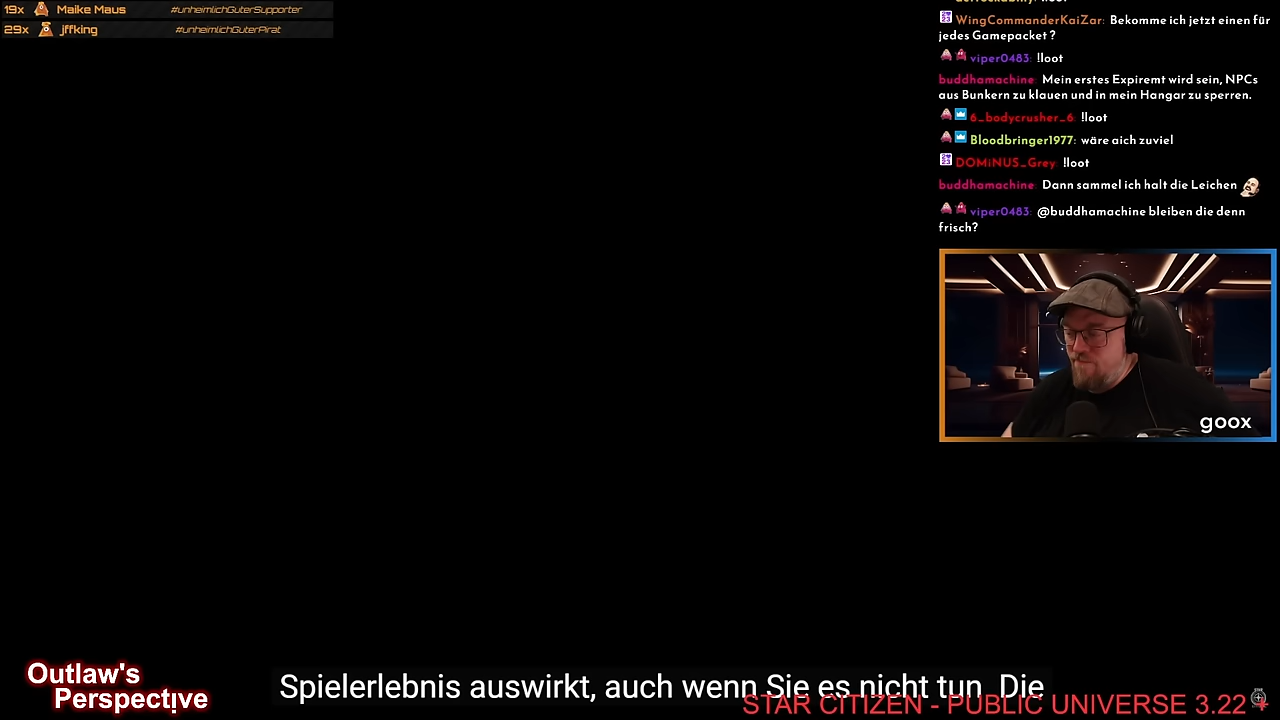 19x Maike Maus #unheimlichGuterSupporter
29x jffking #unheimlichGuterPirat
WingCommanderKaiZar: Bekomme ich jetzt einen für
jedes Gamepacket ?
viper0483: !loot
buddhamachine: Mein erstes Expiremt wird sein, NPCs
aus Bunkern zu klauen und in mein Hangar zu sperren.
6_bodycrusher_6: !loot
Bloodbringer1977: wäre aich zuviel
DOMiNUS_Grey: !loot
buddhamachine: Dann sammel ich halt die Leichen
viper0483: @buddhamachine bleiben die denn
frisch?
goox
Outlaw's
Perspect!ve
Spielerlebnis auswirkt, auch wenn Sie es nicht tun Die
STAR CITIZEN - PUBLIC UNIVERSE 3.22 +